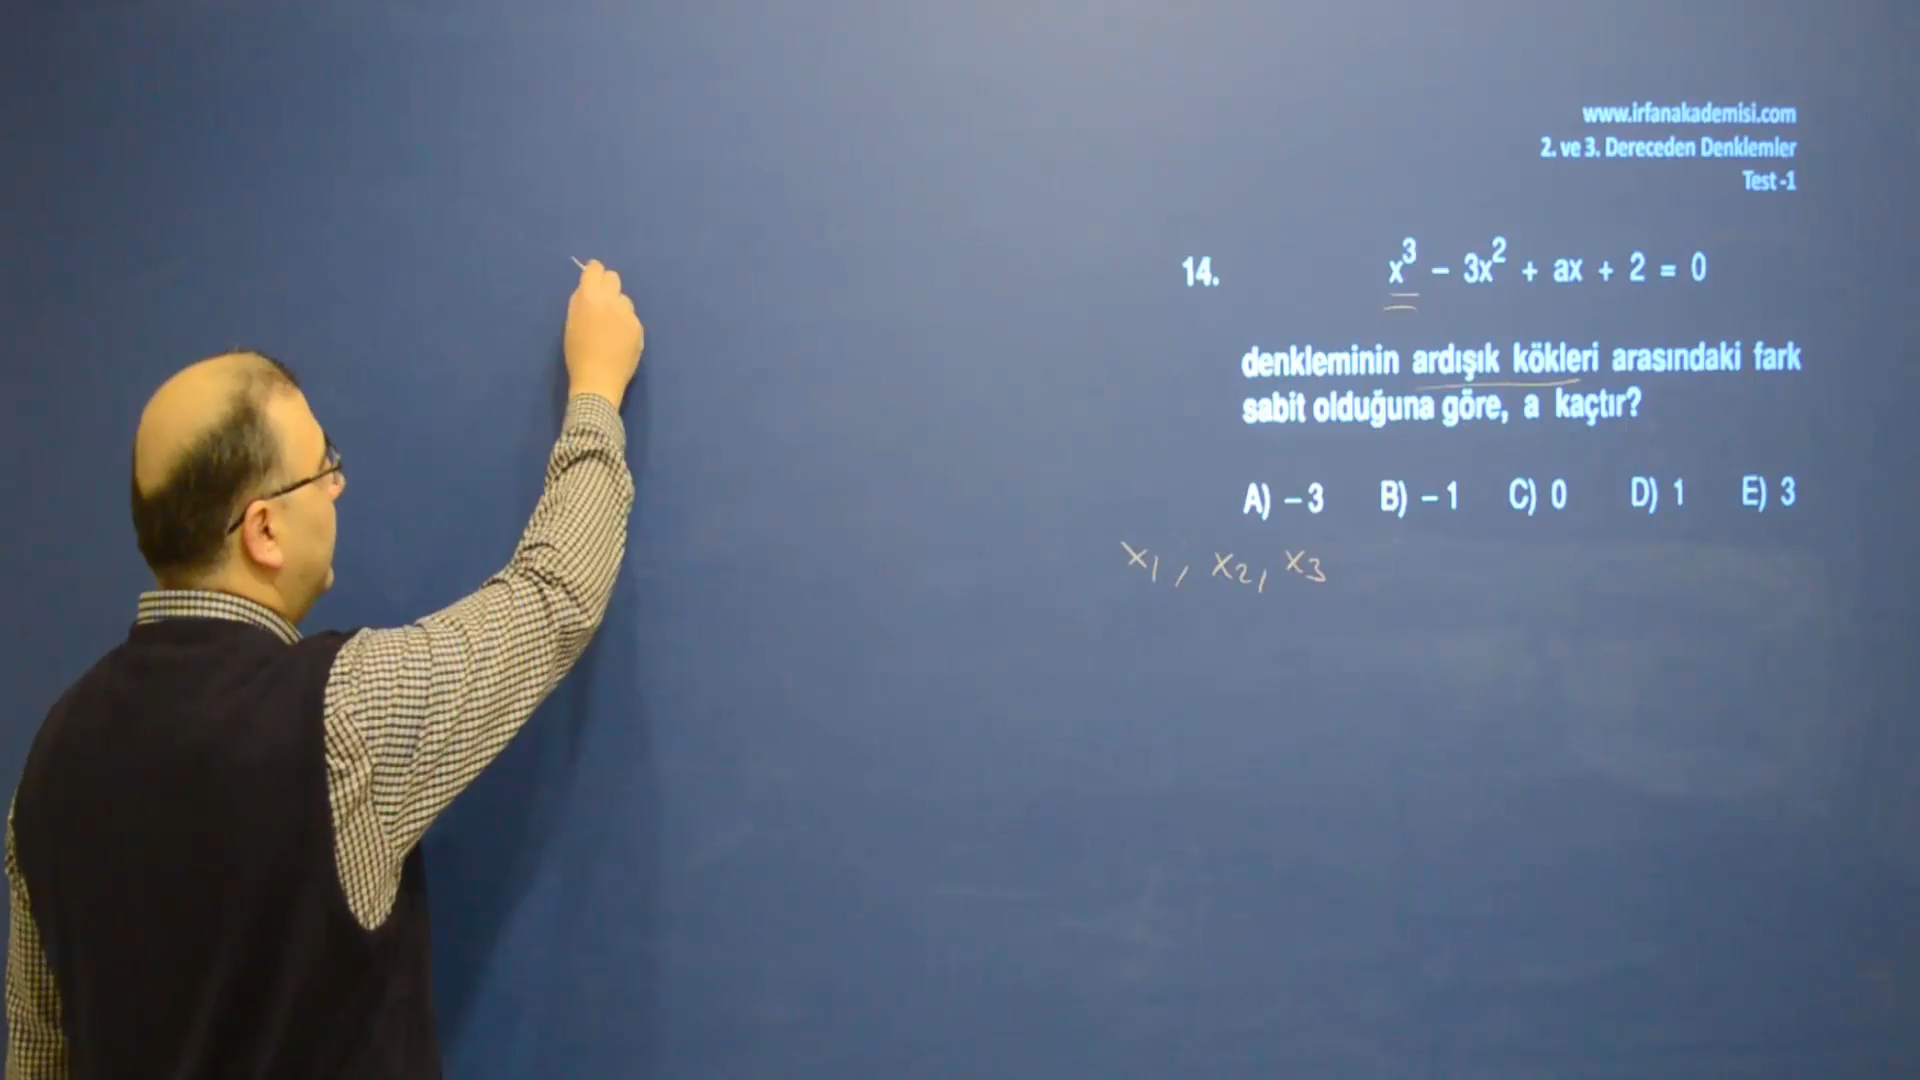 www.irfanakademisi.com
2. ve 3. Dereceden Denklemler
Test -1
14. x³ − 3x² + ax + 2 = 0
denkleminin ardışık kökleri arasındaki fark
sabit olduğuna göre, a kaçtır?
A) − 3 B) − 1 C) 0 D) 1 E) 3
x₁, x₂, x₃